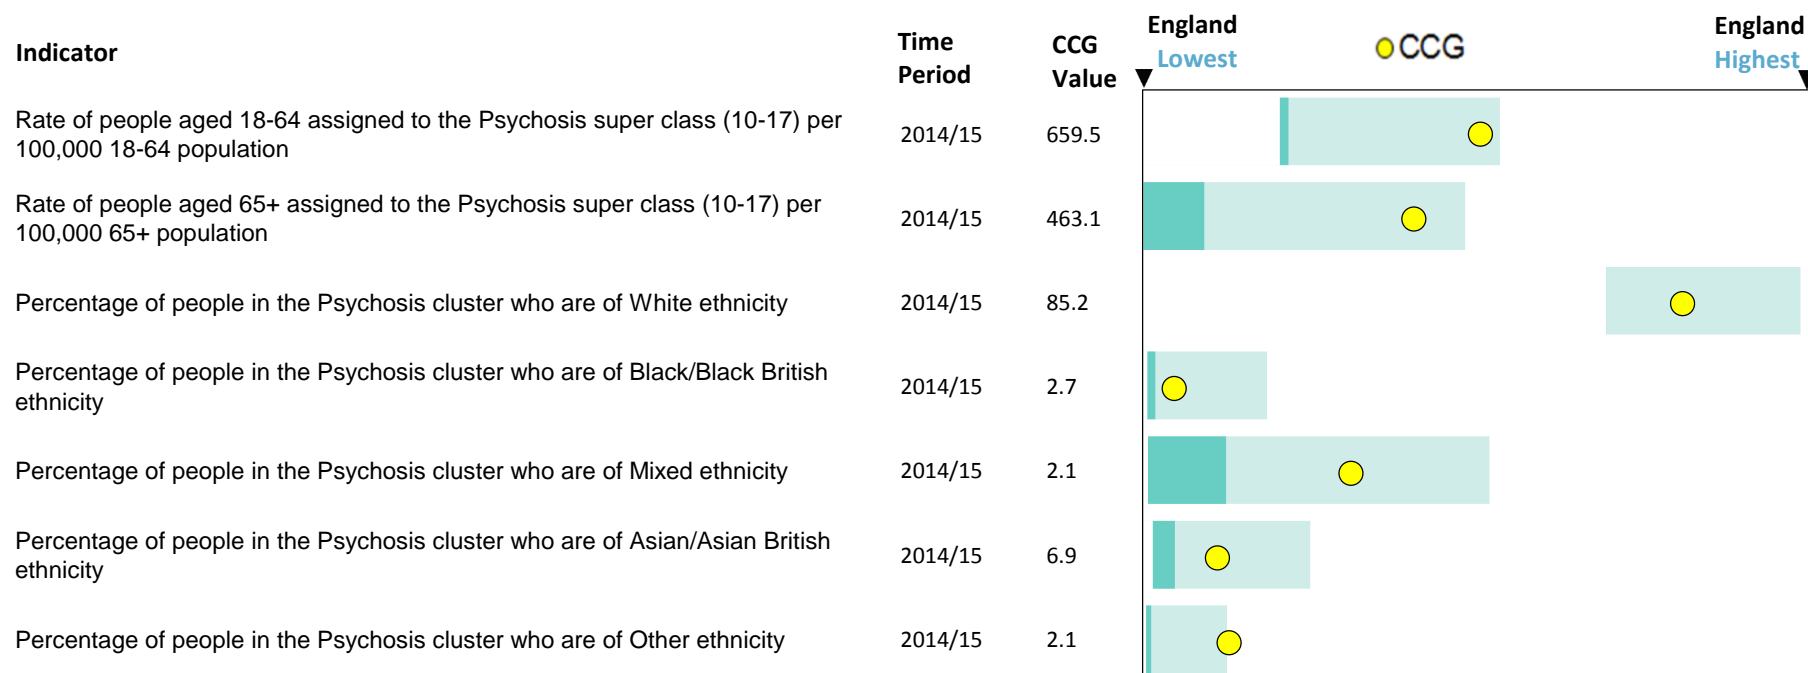 Indicator
Time Period
CCG Value
England Lowest
CCG
England Highest
Rate of people aged 18-64 assigned to the Psychosis super class (10-17) per
100,000 18-64 population
2014/15
659.5
Rate of people aged 65+ assigned to the Psychosis super class (10-17) per
100,000 65+ population
2014/15
463.1
Percentage of people in the Psychosis cluster who are of White ethnicity
2014/15
85.2
Percentage of people in the Psychosis cluster who are of Black/Black British
ethnicity
2014/15
2.7
Percentage of people in the Psychosis cluster who are of Mixed ethnicity
2014/15
2.1
Percentage of people in the Psychosis cluster who are of Asian/Asian British
ethnicity
2014/15
6.9
Percentage of people in the Psychosis cluster who are of Other ethnicity
2014/15
2.1